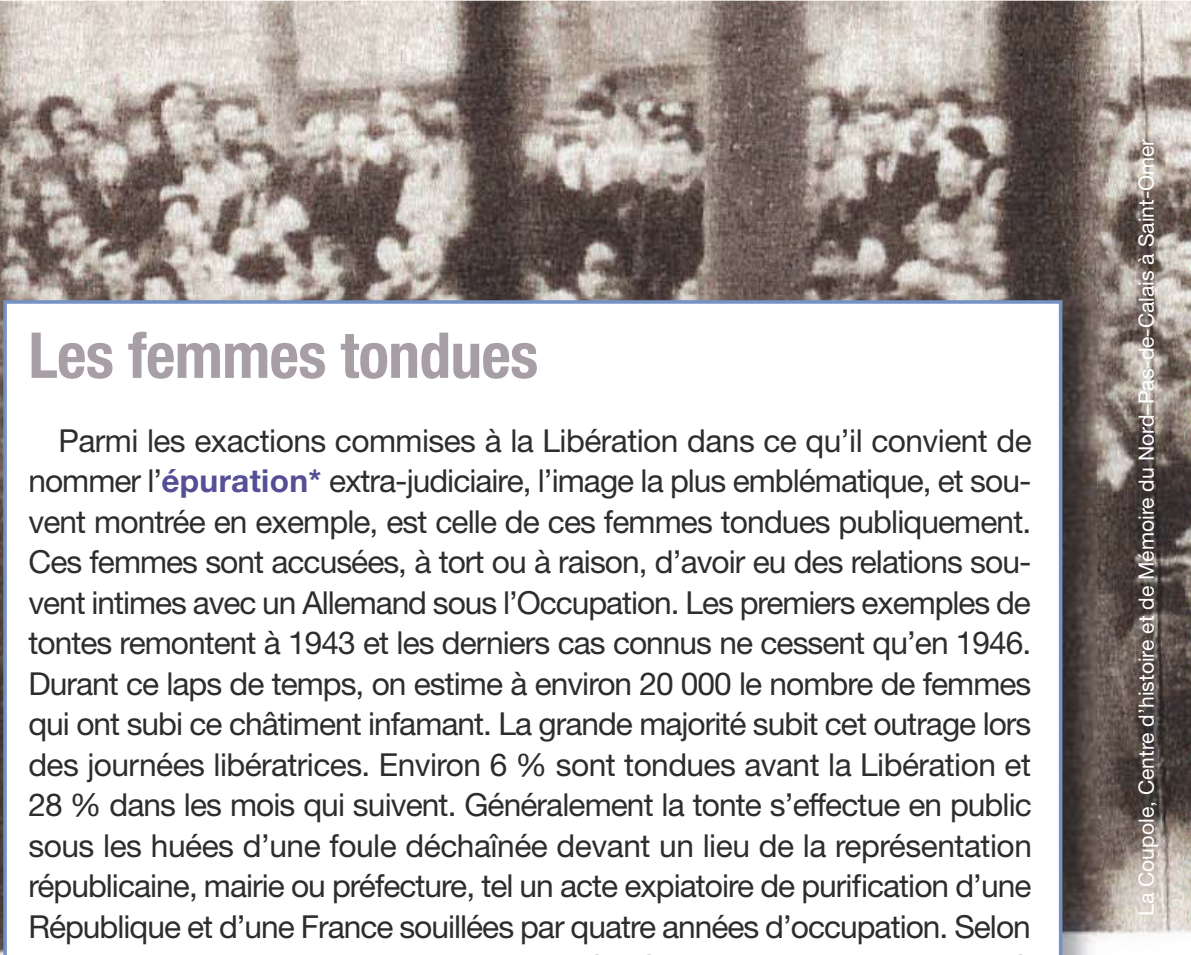 Les femmes tondues
Parmi les exactions commises à la Libération dans ce qu'il convient de
nommer l'épuration* extra-judiciaire, l'image la plus emblématique, et sou-
vent montrée en exemple, est celle de ces femmes tondues publiquement.
Ces femmes sont accusées, à tort ou à raison, d'avoir eu des relations sou-
vent intimes avec un Allemand sous l'Occupation. Les premiers exemples de
tontes remontent à 1943 et les derniers cas connus ne cessent qu'en 1946.
Durant ce laps de temps, on estime à environ 20 000 le nombre de femmes
qui ont subi ce châtiment infamant. La grande majorité subit cet outrage lors
des journées libératrices. Environ 6 % sont tondues avant la Libération et
28 % dans les mois qui suivent. Généralement la tonte s'effectue en public
sous les huées d'une foule déchaînée devant un lieu de la représentation
républicaine, mairie ou préfecture, tel un acte expiatoire de purification d'une
République et d'une France souillées par quatre années d'occupation. Selon
La Coupole, Centre d'histoire et de Mémoire du Nord-Pas-de-Calais à Saint-Omer